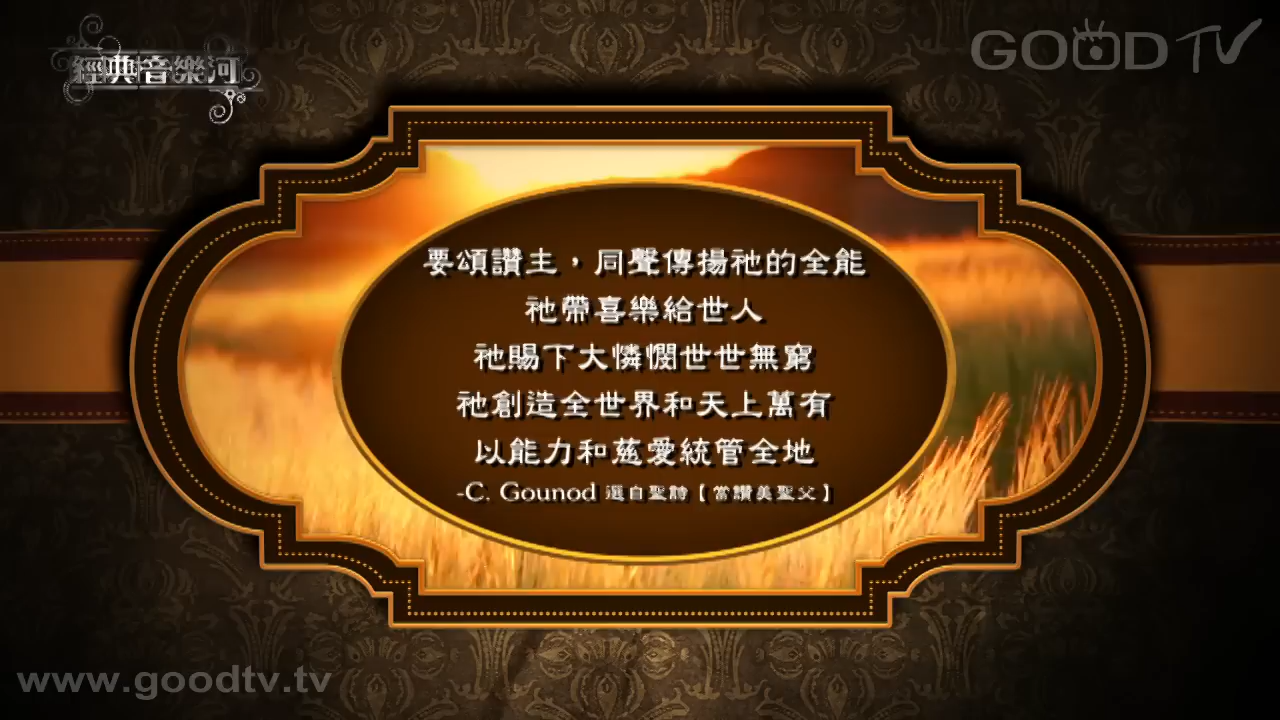 經典音樂河
GOOD TV
要頌讚主，同聲傳揚祂的全能
祂帶喜樂給世人
祂賜下大憐憫世世無窮
祂創造全世界和天上萬有
以能力和慈愛統管全地
-C. Gounod 選自聖詩【當讚美聖父】
www.goodtv.tv